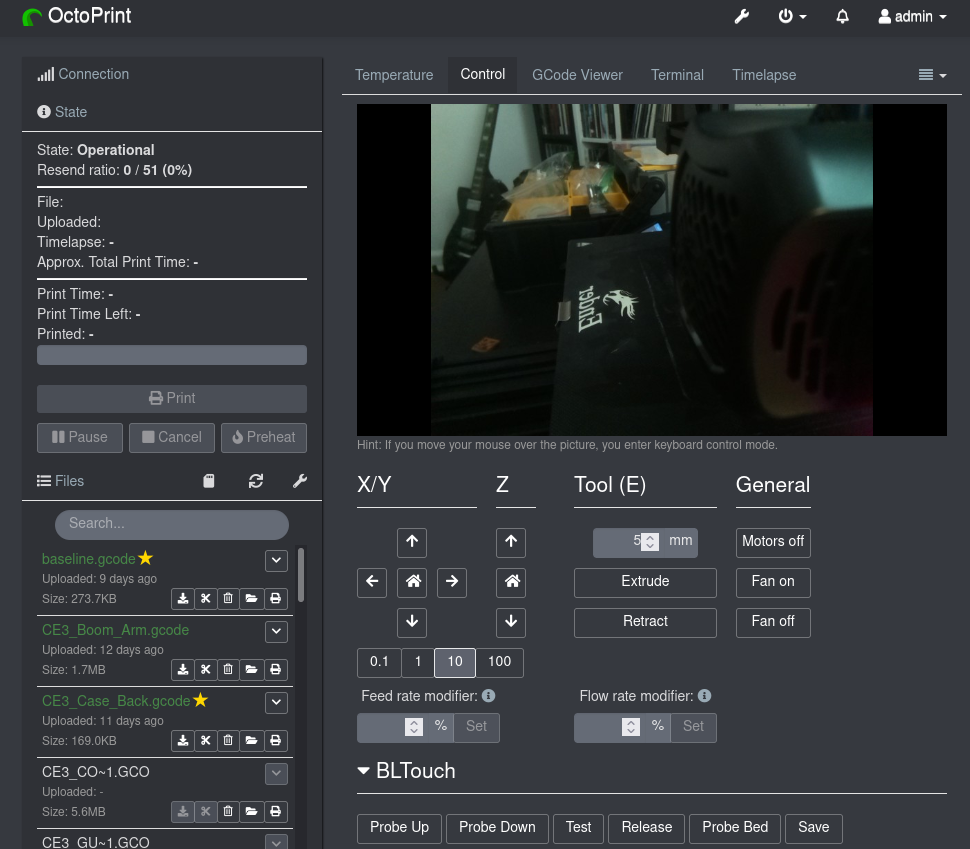 OctoPrint
admin
Connection
State
State: Operational
Resend ratio: 0 / 51 (0%)
File:
Uploaded:
Timelapse: -
Approx. Total Print Time: -
Print Time: -
Print Time Left: -
Printed: -
Print
Pause
Cancel
Preheat
Files
Search...
baseline.gcode
Uploaded: 9 days ago
Size: 273.7KB
CE3_Boom_Arm.gcode
Uploaded: 12 days ago
Size: 1.7MB
CE3_Case_Back.gcode
Uploaded: 11 days ago
Size: 169.0KB
CE3_CO~1.GCO
Uploaded: -
Size: 5.6MB
CE3_GU~1.GCO
Temperature
Control
GCode Viewer
Terminal
Timelapse
Ender
Hint: If you move your mouse over the picture, you enter keyboard control mode.
X/Y
Z
Tool (E)
General
5 mm
Motors off
Extrude
Fan on
Retract
Fan off
0.1 1 10 100
Feed rate modifier:
Flow rate modifier:
% Set
% Set
BLTouch
Probe Up
Probe Down
Test
Release
Probe Bed
Save